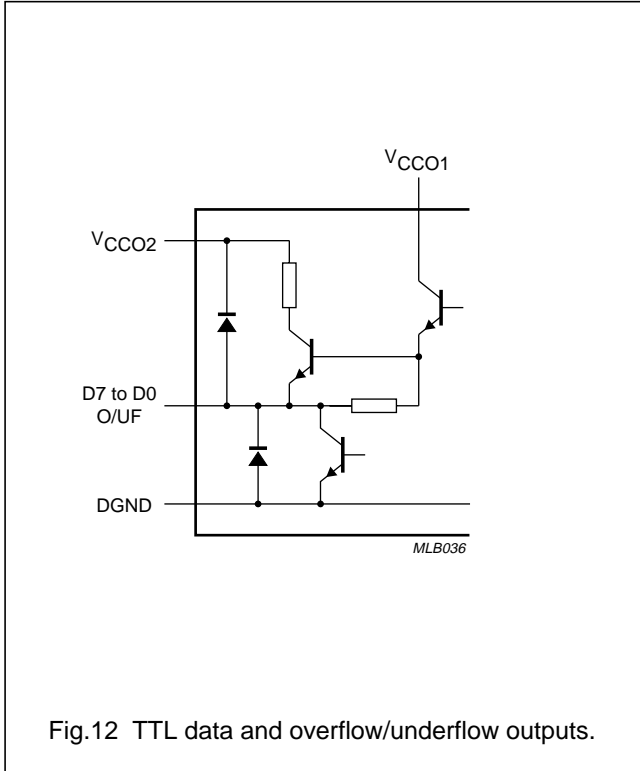 VCCO1
VCCO2
D7 to D0
O/UF
DGND
MLB036
Fig.12 TTL data and overflow/underflow outputs.